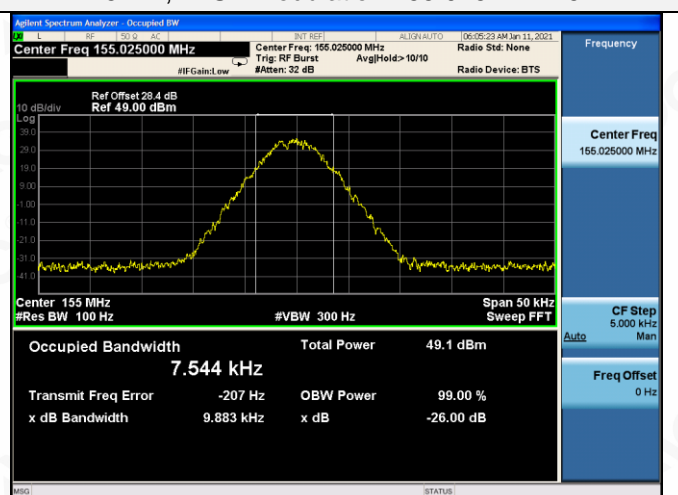 Agilent Spectrum Analyzer - Occupied BW
LXI L RF 50 Ω AC INT REF ALIGN AUTO 06:05:23 AM Jan 11, 2021
Center Freq 155.025000 MHz
Center Freq: 155.025000 MHz
Radio Std: None
Trig: RF Burst
Avg|Hold:> 10/10
#IFGain:Low
#Atten: 32 dB
Radio Device: BTS
Frequency
Ref Offset 28.4 dB
10 dB/div
Ref 49.00 dBm
Log
39.0
29.0
19.0
9.00
-1.00
-11.0
-21.0
-31.0
-41.0
Center 155 MHz
Span 50 kHz
#Res BW 100 Hz
#VBW 300 Hz
Sweep FFT
Occupied Bandwidth
Total Power
49.1 dBm
7.544 kHz
Transmit Freq Error
-207 Hz
OBW Power
99.00 %
x dB Bandwidth
9.883 kHz
x dB
-26.00 dB
Center Freq
155.025000 MHz
CF Step
5.000 kHz
Auto Man
Freq Offset
0 Hz
MSG
STATUS